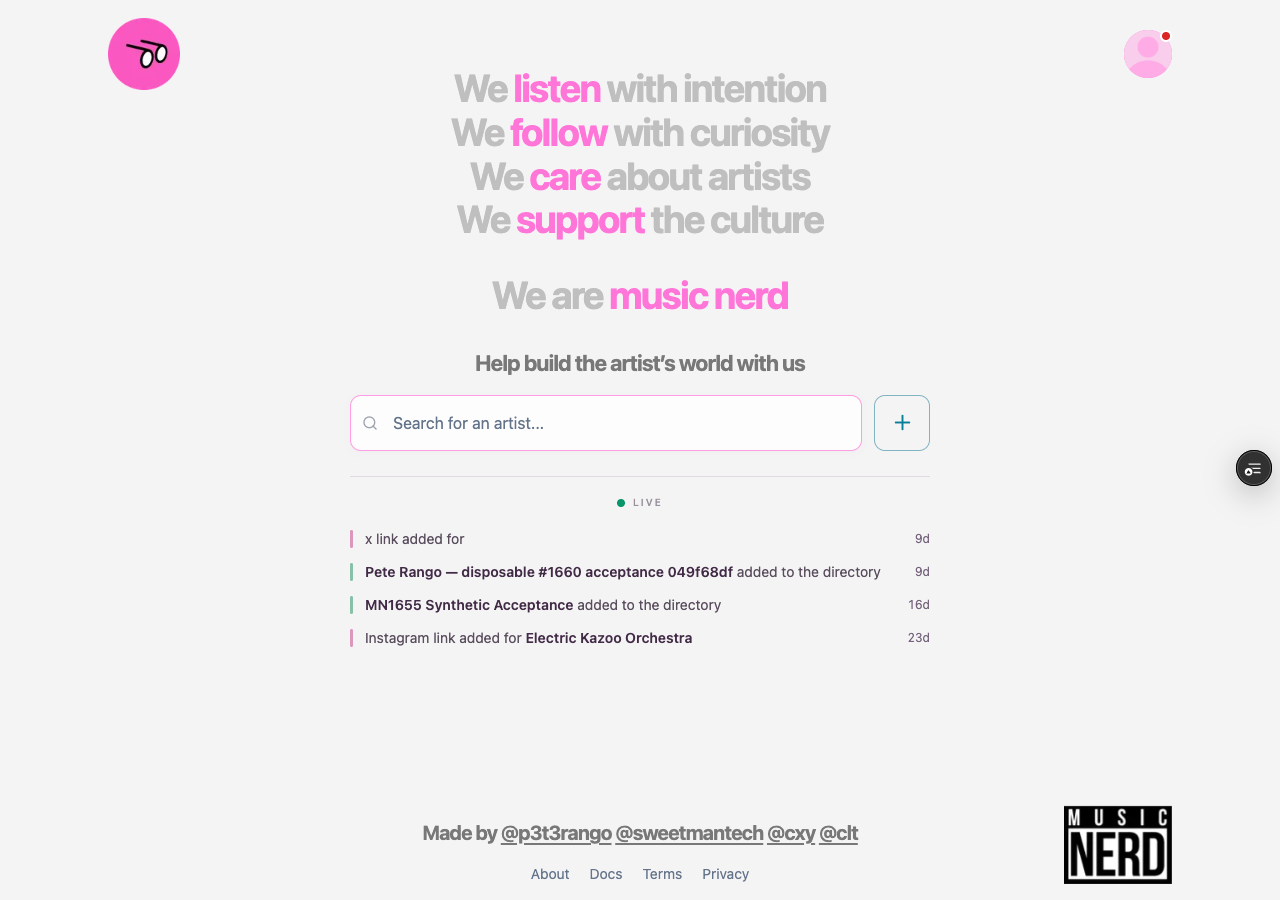 We listen with intention
We follow with curiosity
We care about artists
We support the culture
We are music nerd
Help build the artist’s world with us
Search for an artist...
LIVE
x link added for 9d
Pete Rango — disposable #1660 acceptance 049f68df added to the directory 9d
MN1655 Synthetic Acceptance added to the directory 16d
Instagram link added for Electric Kazoo Orchestra 23d
Made by @p3t3rango @sweetmantech @cxy @clt
About Docs Terms Privacy
MUSIC
NERD